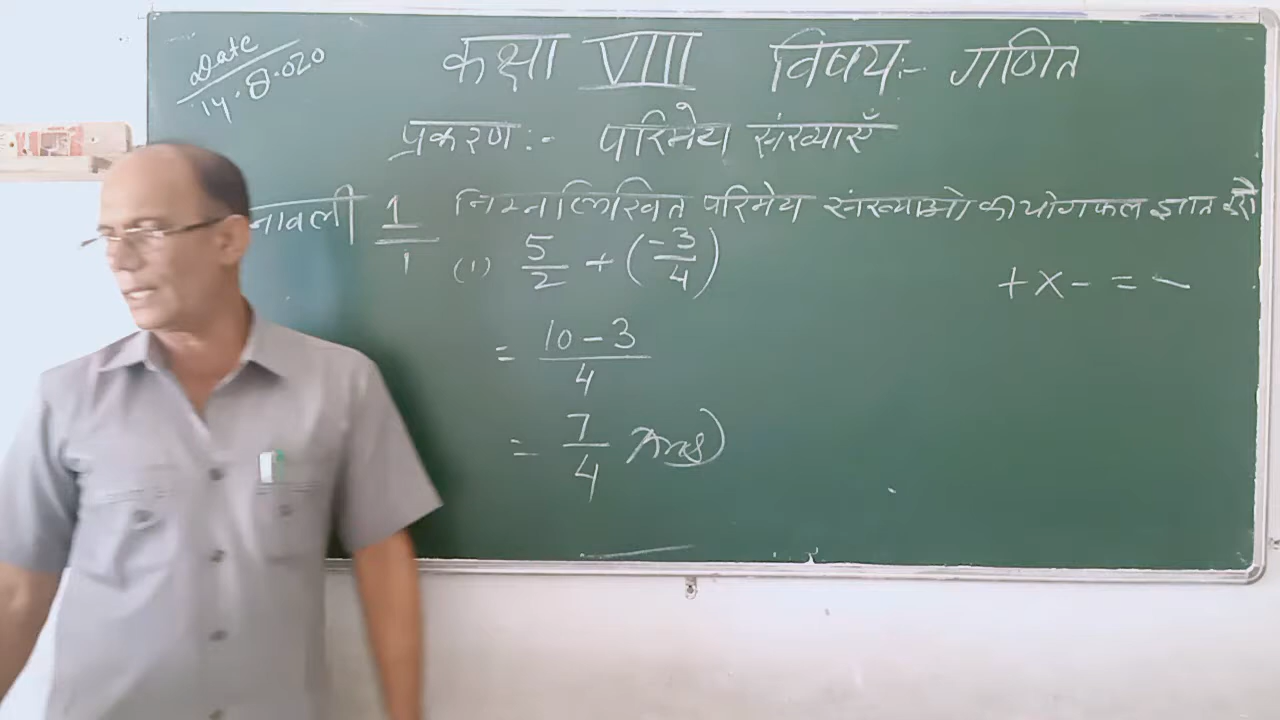 Date
14.8.020
कक्षा VIII विषय:- गणित
प्रकरण:- परिमेय संख्याएँ
नावली 1/1 निम्नलिखित परिमेय संख्याओ का योगफल ज्ञात करो
(1) 5/2 + (-3/4)
+ x - = -
= 10-3/4
= 7/4 Ans)